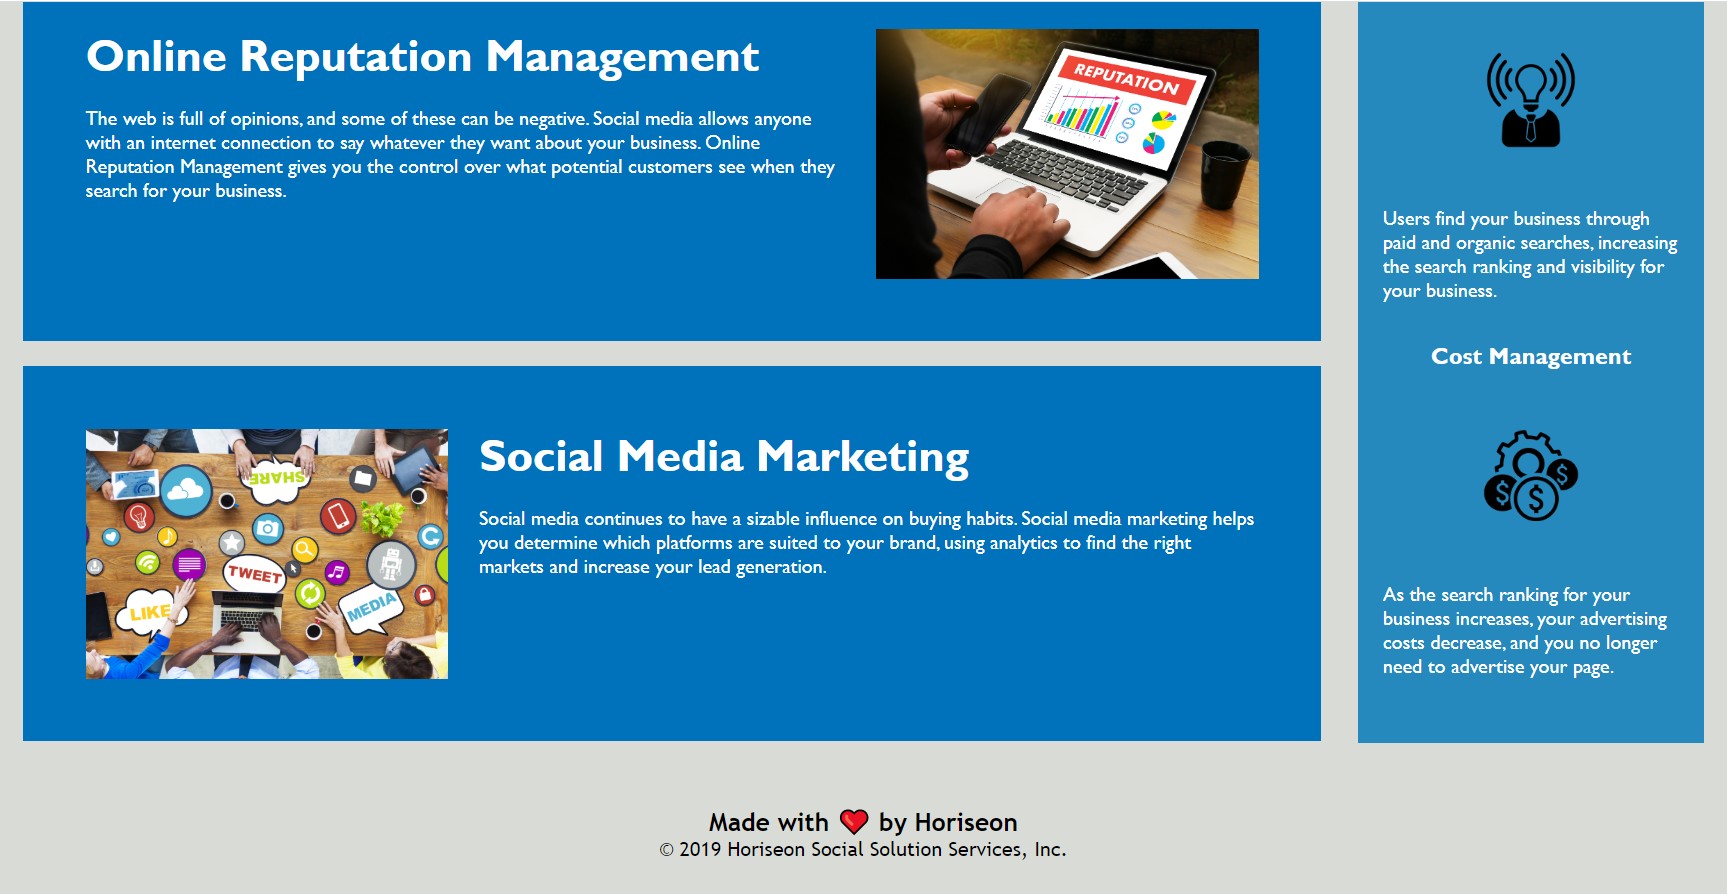 Online Reputation Management
The web is full of opinions, and some of these can be negative. Social media allows anyone
with an internet connection to say whatever they want about your business. Online
Reputation Management gives you the control over what potential customers see when they
search for your business.
REPUTATION
Social Media Marketing
Social media continues to have a sizable influence on buying habits. Social media marketing helps
you determine which platforms are suited to your brand, using analytics to find the right
markets and increase your lead generation.
SHARE
TWEET
LIKE
MEDIA
Users find your business through
paid and organic searches, increasing
the search ranking and visibility for
your business.
Cost Management
$ $
$
As the search ranking for your
business increases, your advertising
costs decrease, and you no longer
need to advertise your page.
Made with ❤️ by Horiseon
© 2019 Horiseon Social Solution Services, Inc.